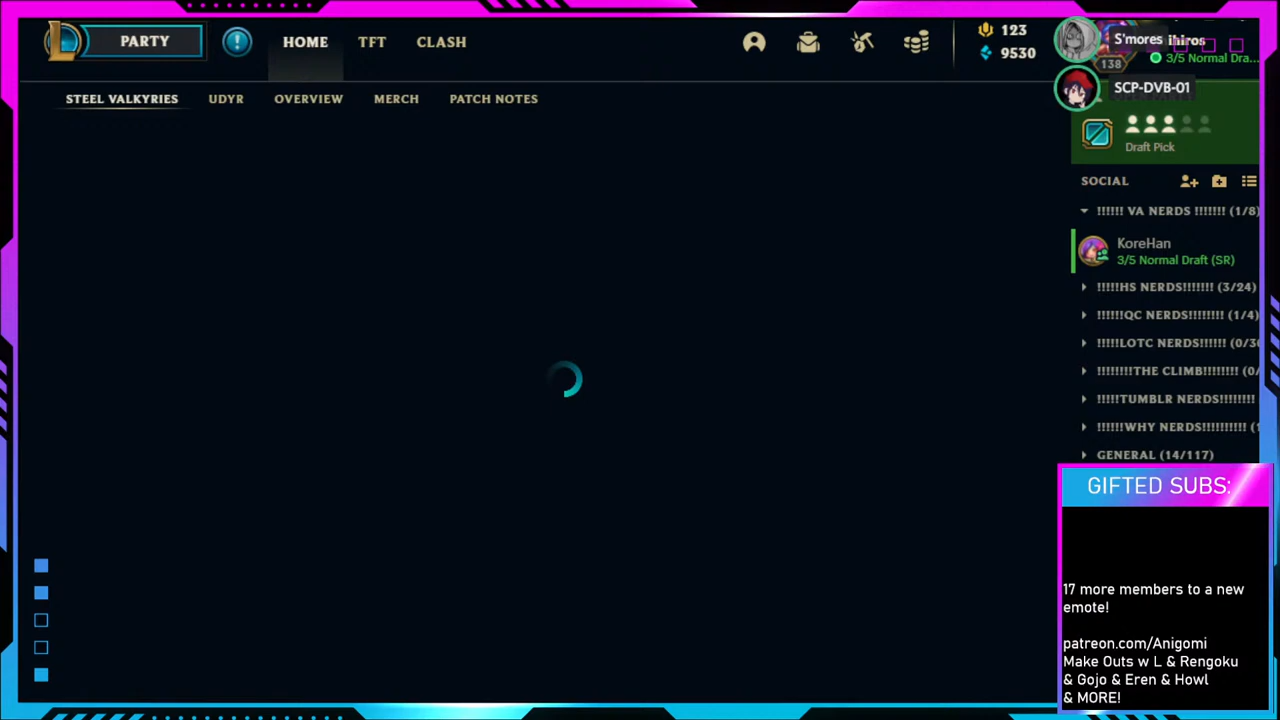 PARTY
HOME
TFT
CLASH
123
9530
S'mores
ihiros
138
3/5 Normal Dra...
SCP-DVB-01
STEEL VALKYRIES
UDYR
OVERVIEW
MERCH
PATCH NOTES
Draft Pick
SOCIAL
!!!!!! VA NERDS !!!!!!! (1/8)
KoreHan
3/5 Normal Draft (SR)
!!!!!HS NERDS!!!!!!! (3/24)
!!!!!!QC NERDS!!!!!!!! (1/4)
!!!!!LOTC NERDS!!!!!! (0/30
!!!!!!!!THE CLIMB!!!!!!!! (0/
!!!!!TUMBLR NERDS!!!!!!!!
!!!!!!WHY NERDS!!!!!!!!!! (1
GENERAL (14/117)
GIFTED SUBS:
17 more members to a new
emote!
patreon.com/Anigomi
Make Outs w L & Rengoku
& Gojo & Eren & Howl
& MORE!